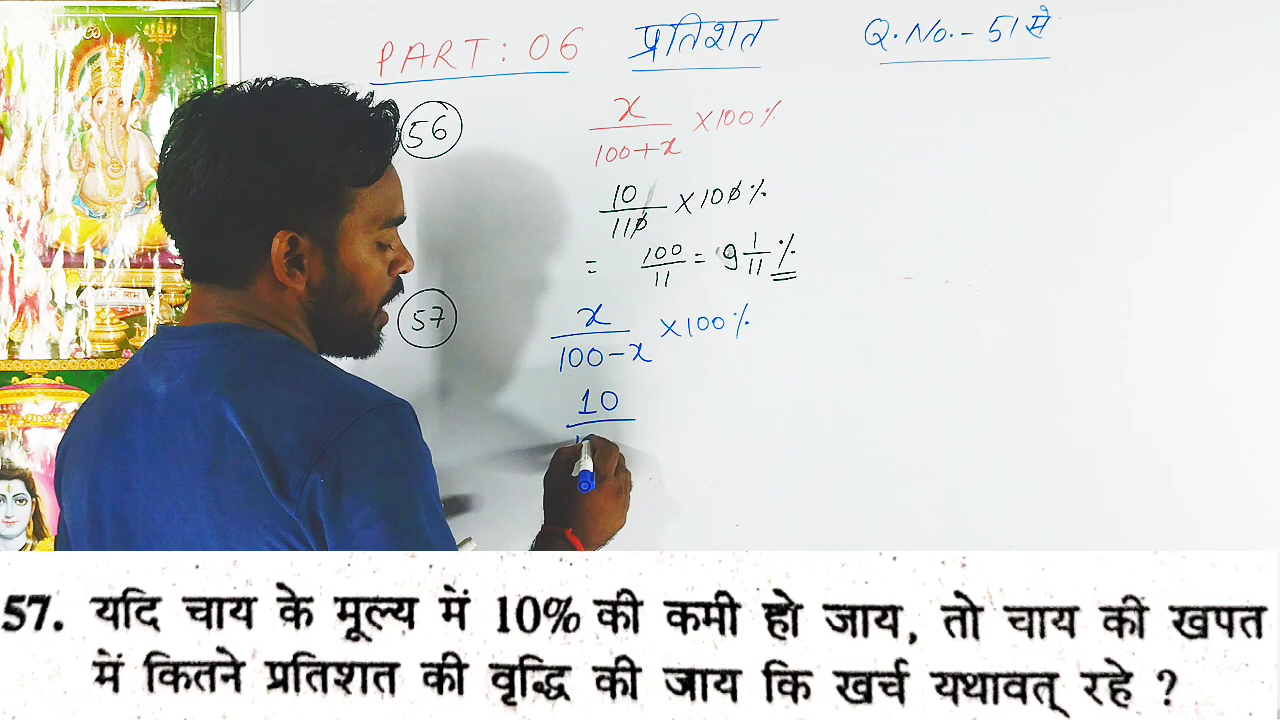 PART : 06 प्रतिशत Q. No. - 51 से
56
x / 100+x ×100%
10 / 110 ×100%
= 100 / 11 = 9 1/11 %
57
x / 100-x ×100%
10
57. यदि चाय के मूल्य में 10% की कमी हो जाय, तो चाय की खपत
में कितने प्रतिशत की वृद्धि की जाय कि खर्च यथावत् रहे ?